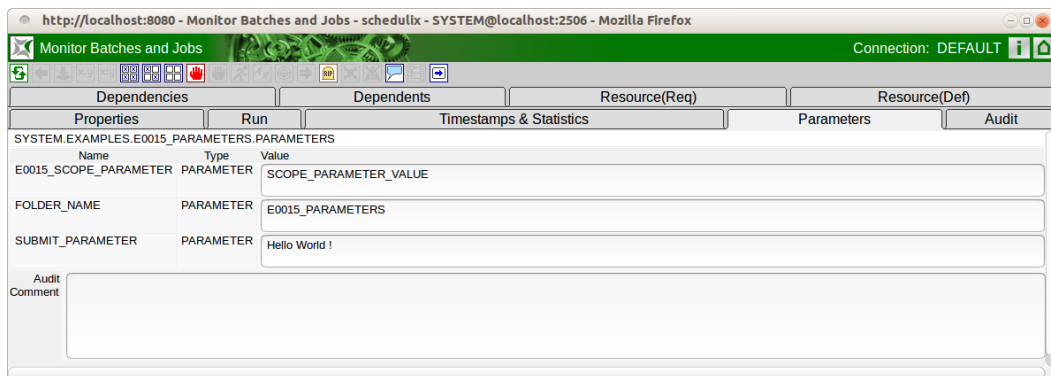 http://localhost:8080 - Monitor Batches and Jobs - schedulix - SYSTEM@localhost:2506 - Mozilla Firefox
Monitor Batches and Jobs Connection: DEFAULT i
RIP
Dependencies Dependents Resource(Req) Resource(Def)
Properties Run Timestamps & Statistics Parameters Audit
SYSTEM.EXAMPLES.E0015_PARAMETERS.PARAMETERS
Name Type Value
E0015_SCOPE_PARAMETER PARAMETER SCOPE_PARAMETER_VALUE
FOLDER_NAME PARAMETER E0015_PARAMETERS
SUBMIT_PARAMETER PARAMETER Hello World !
Audit
Comment